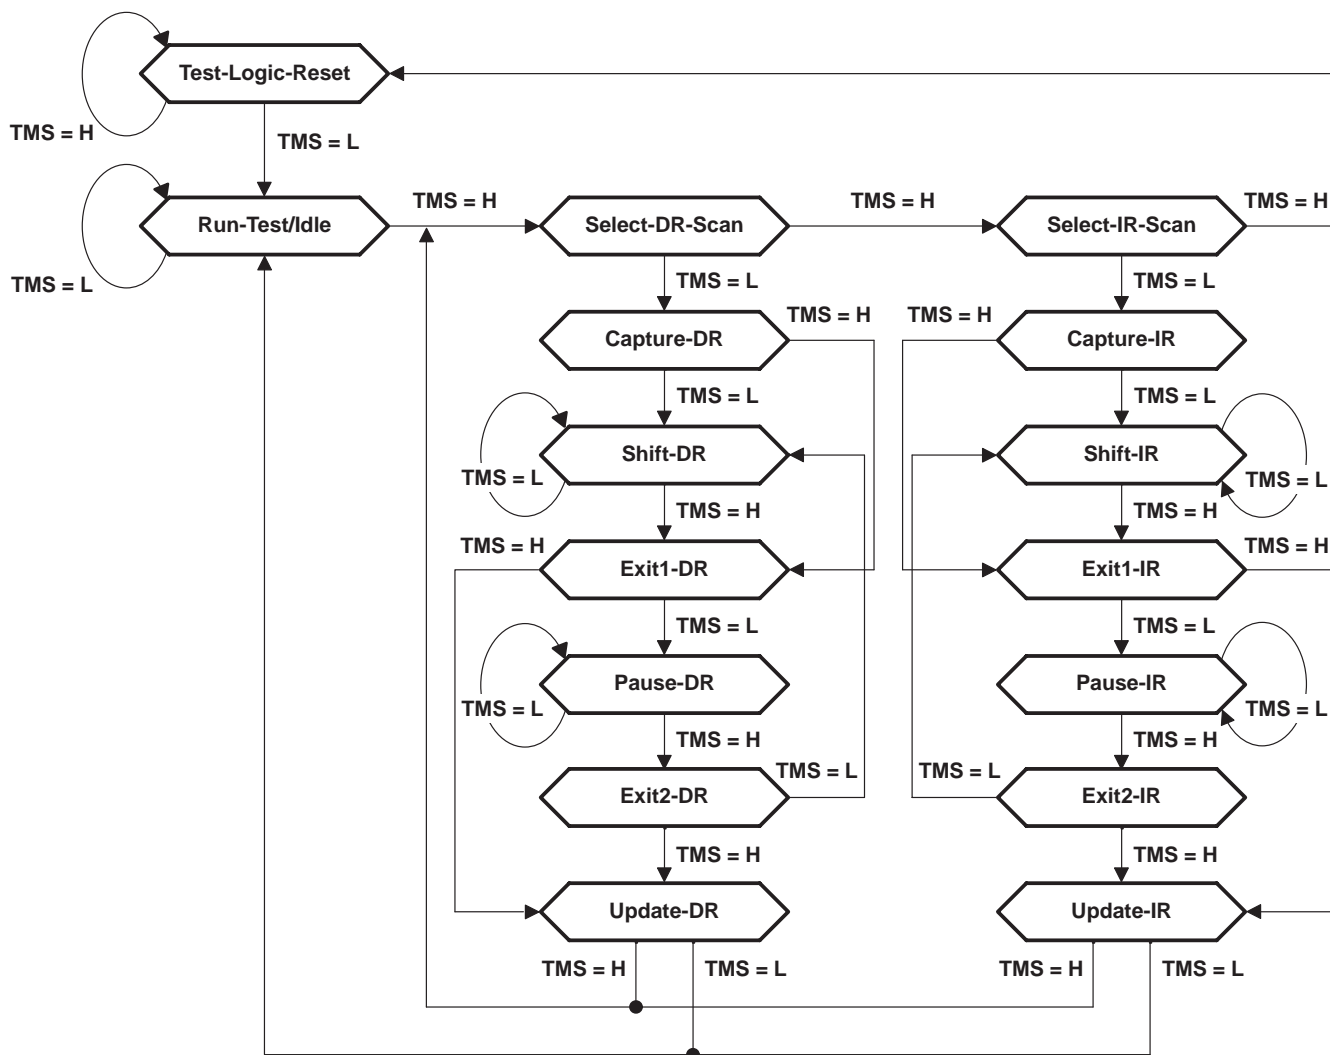 Test-Logic-Reset
TMS = H
TMS = L
TMS = H
TMS = H
TMS = H
Run-Test/Idle
Select-DR-Scan
Select-IR-Scan
TMS = L
TMS = L
TMS = L
TMS = H
TMS = H
Capture-DR
Capture-IR
TMS = L
TMS = L
Shift-DR
Shift-IR
TMS = L
TMS = L
TMS = H
TMS = H
TMS = H
TMS = H
Exit1-DR
Exit1-IR
TMS = L
TMS = L
Pause-DR
Pause-IR
TMS = L
TMS = L
TMS = H
TMS = H
TMS = L
TMS = L
Exit2-DR
Exit2-IR
TMS = H
TMS = H
Update-DR
Update-IR
TMS = H
TMS = L
TMS = H
TMS = L